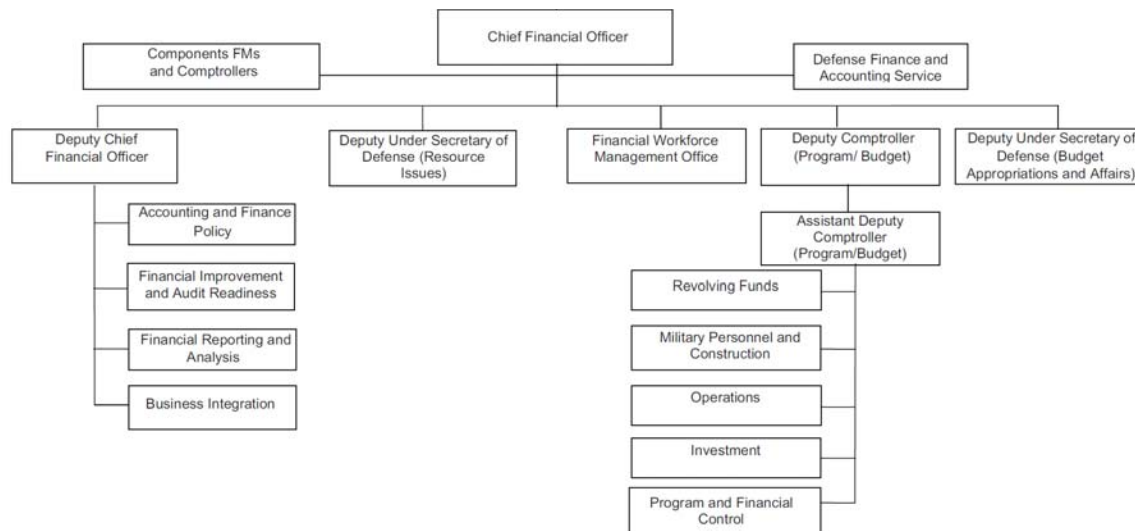 Chief Financial Officer
Components FMs
and Comptrollers
Defense Finance and
Accounting Service
Deputy Chief
Financial Officer
Deputy Under Secretary of
Defense (Resource
Issues)
Financial Workforce
Management Office
Deputy Comptroller
(Program/ Budget)
Deputy Under Secretary of
Defense (Budget
Appropriations and Affairs)
Accounting and Finance
Policy
Financial Improvement
and Audit Readiness
Financial Reporting and
Analysis
Business Integration
Assistant Deputy
Comptroller
(Program/Budget)
Revolving Funds
Military Personnel and
Construction
Operations
Investment
Program and Financial
Control